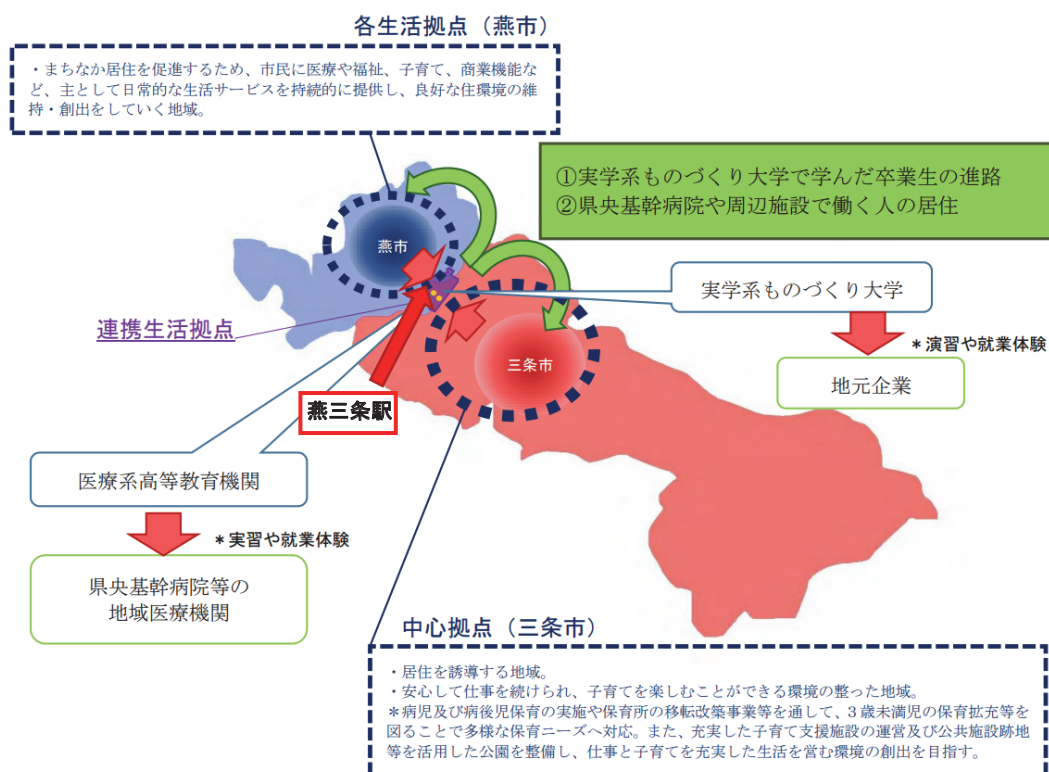 各生活拠点（燕市）
・まちなか居住を促進するため、市民に医療や福祉、子育て、商業機能な
ど、主として日常的な生活サービスを持続的に提供し、良好な住環境の維
持・創出をしていく地域。
①実学系ものづくり大学で学んだ卒業生の進路
②県央基幹病院や周辺施設で働く人の居住
燕市
実学系ものづくり大学
連携生活拠点
＊演習や就業体験
三条市
地元企業
燕三条駅
医療系高等教育機関
＊実習や就業体験
県央基幹病院等の
地域医療機関
中心拠点（三条市）
・居住を誘導する地域。
・安心して仕事を続けられ、子育てを楽しむことができる環境の整った地域。
＊病児及び病後児保育の実施や保育所の移転改築事業等を通して、３歳未満児の保育拡充等を
図ることで多様な保育ニーズへ対応。また、充実した子育て支援施設の運営及び公共施設跡地
等を活用した公園を整備し、仕事と子育てを充実した生活を営む環境の創出を目指す。